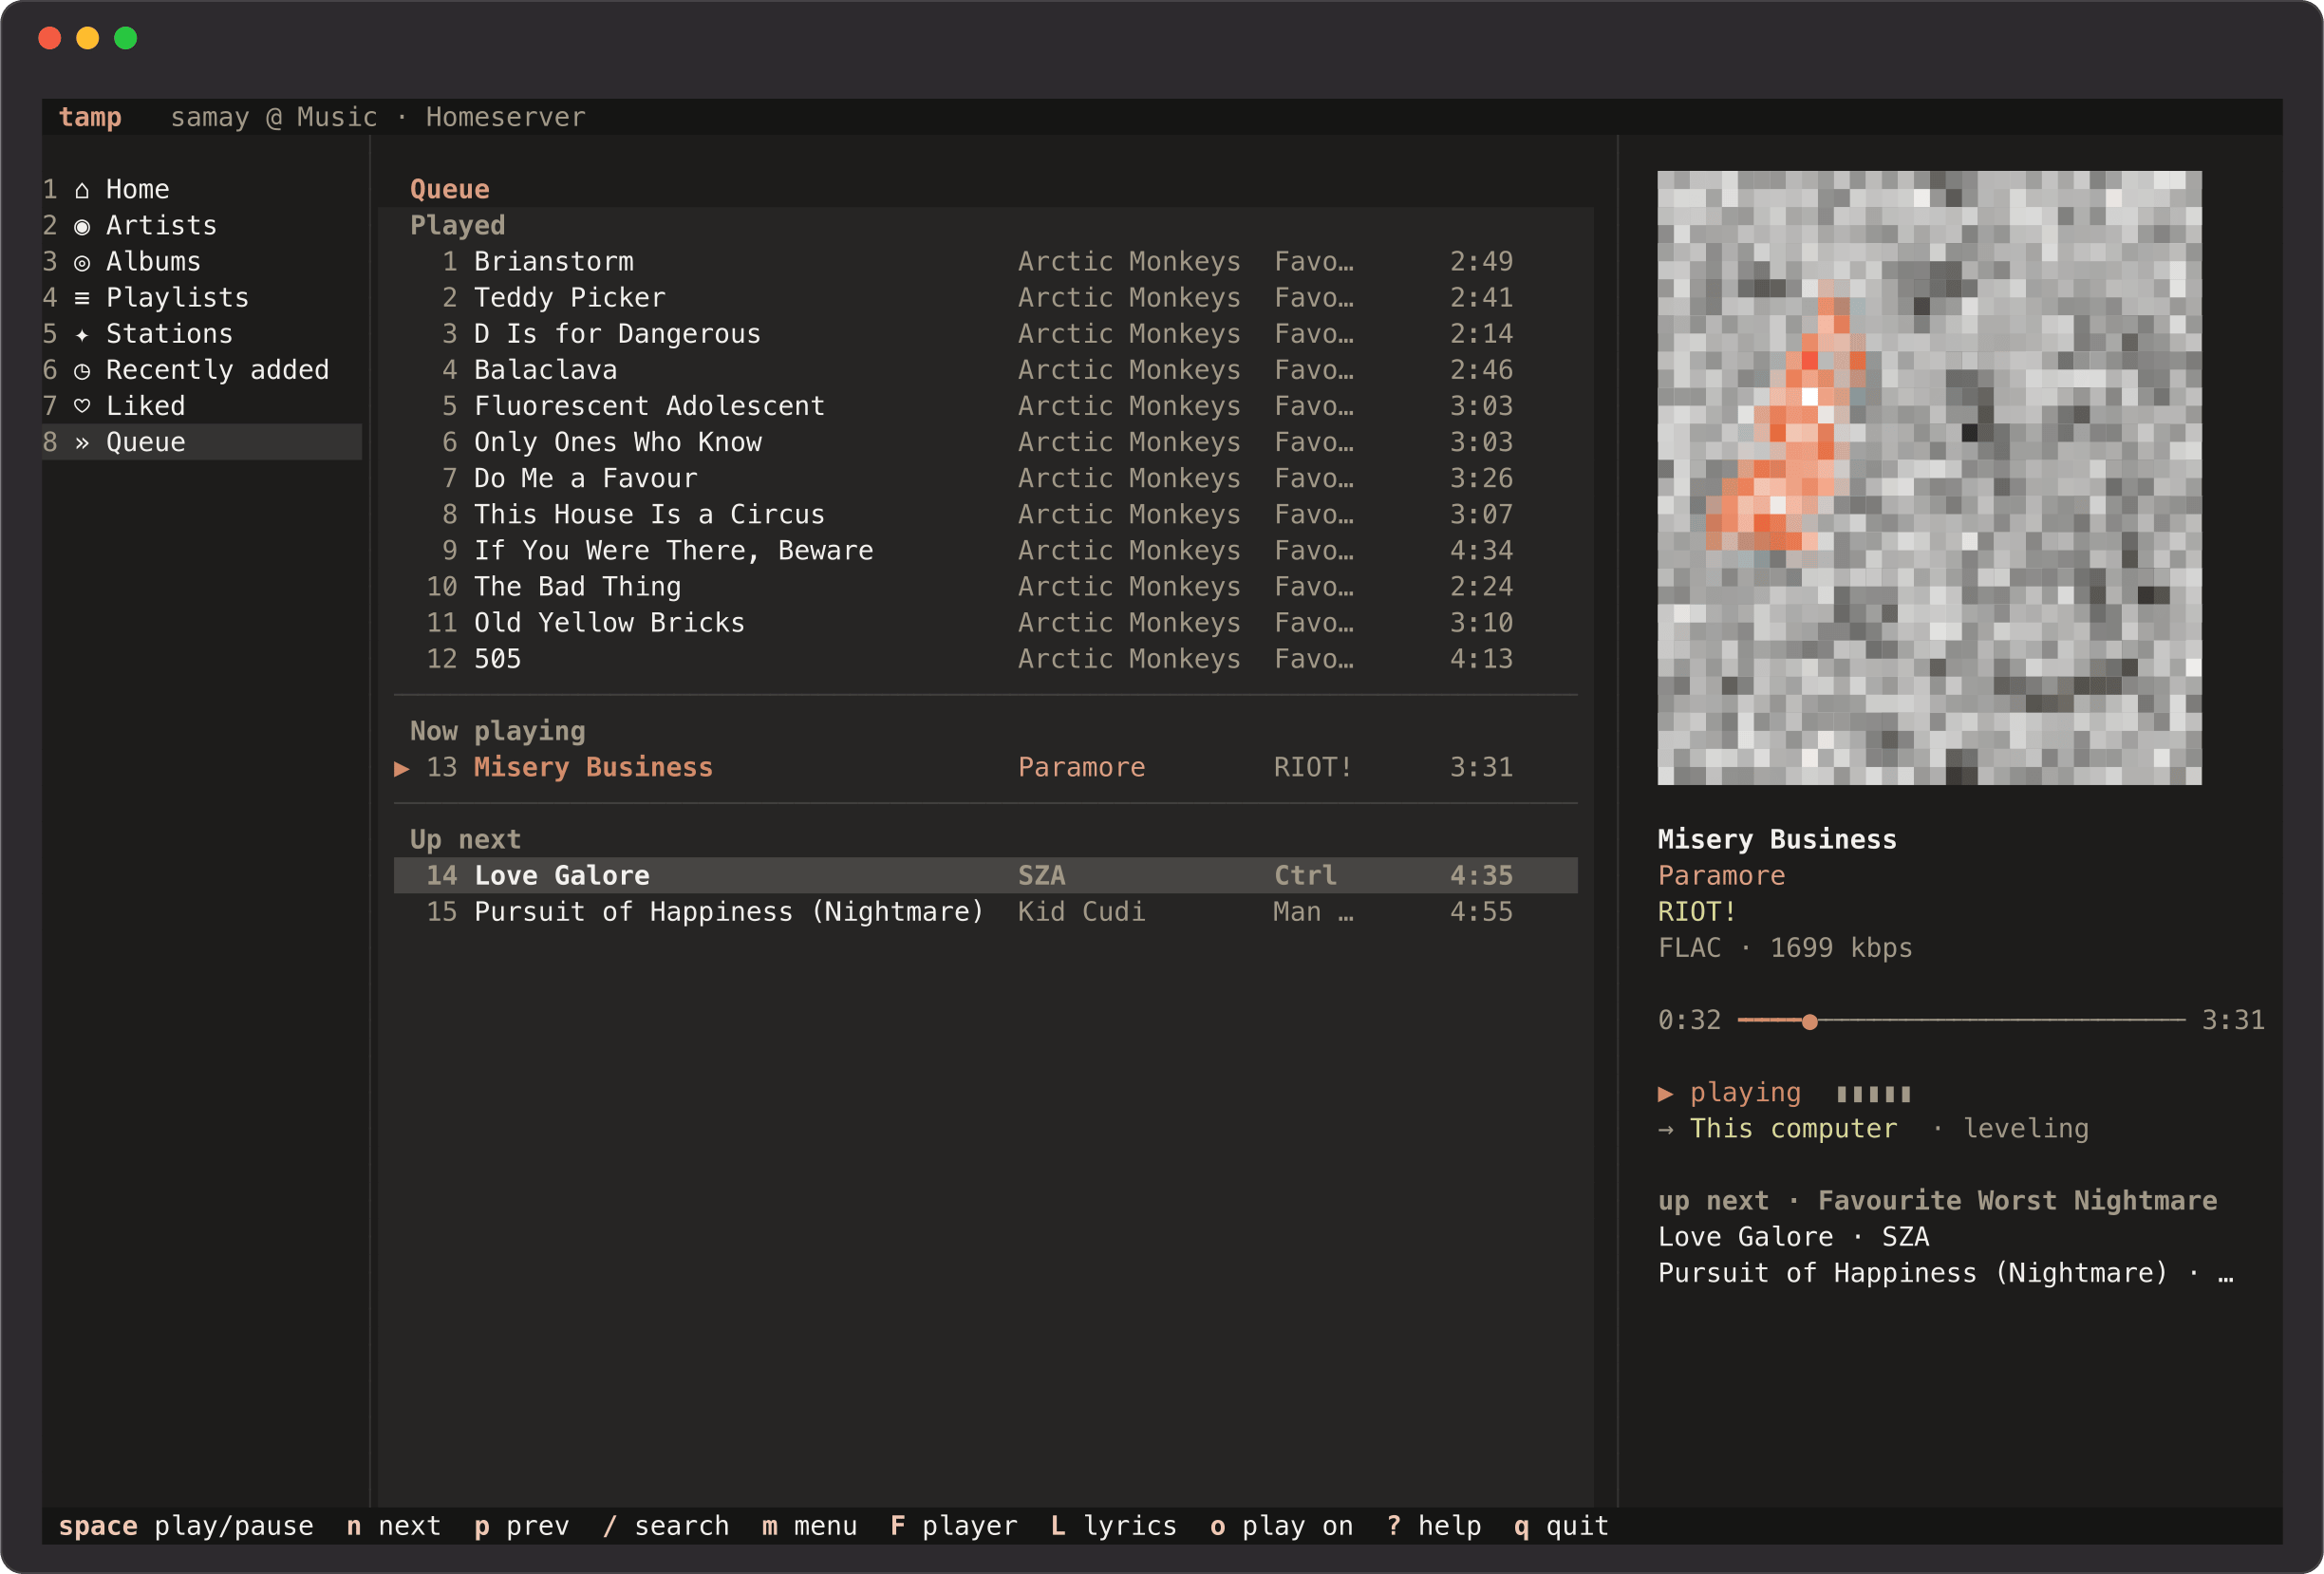 tamp samay @ Music · Homeserver
1 ⌂ Home
2 ◉ Artists
3 ◎ Albums
4 ≡ Playlists
5 ✦ Stations
6 ◷ Recently added
7 ♡ Liked
8 » Queue
Queue
Played
1 Brianstorm Arctic Monkeys Favo… 2:49
2 Teddy Picker Arctic Monkeys Favo… 2:41
3 D Is for Dangerous Arctic Monkeys Favo… 2:14
4 Balaclava Arctic Monkeys Favo… 2:46
5 Fluorescent Adolescent Arctic Monkeys Favo… 3:03
6 Only Ones Who Know Arctic Monkeys Favo… 3:03
7 Do Me a Favour Arctic Monkeys Favo… 3:26
8 This House Is a Circus Arctic Monkeys Favo… 3:07
9 If You Were There, Beware Arctic Monkeys Favo… 4:34
10 The Bad Thing Arctic Monkeys Favo… 2:24
11 Old Yellow Bricks Arctic Monkeys Favo… 3:10
12 505 Arctic Monkeys Favo… 4:13
Now playing
▶ 13 Misery Business Paramore RIOT! 3:31
Up next
14 Love Galore SZA Ctrl 4:35
15 Pursuit of Happiness (Nightmare) Kid Cudi Man … 4:55
Misery Business
Paramore
RIOT!
FLAC · 1699 kbps
0:32 3:31
▶ playing ▮▮▮▮▮
→ This computer · leveling
up next · Favourite Worst Nightmare
Love Galore · SZA
Pursuit of Happiness (Nightmare) · …
space play/pause n next p prev / search m menu F player L lyrics o play on ? help q quit